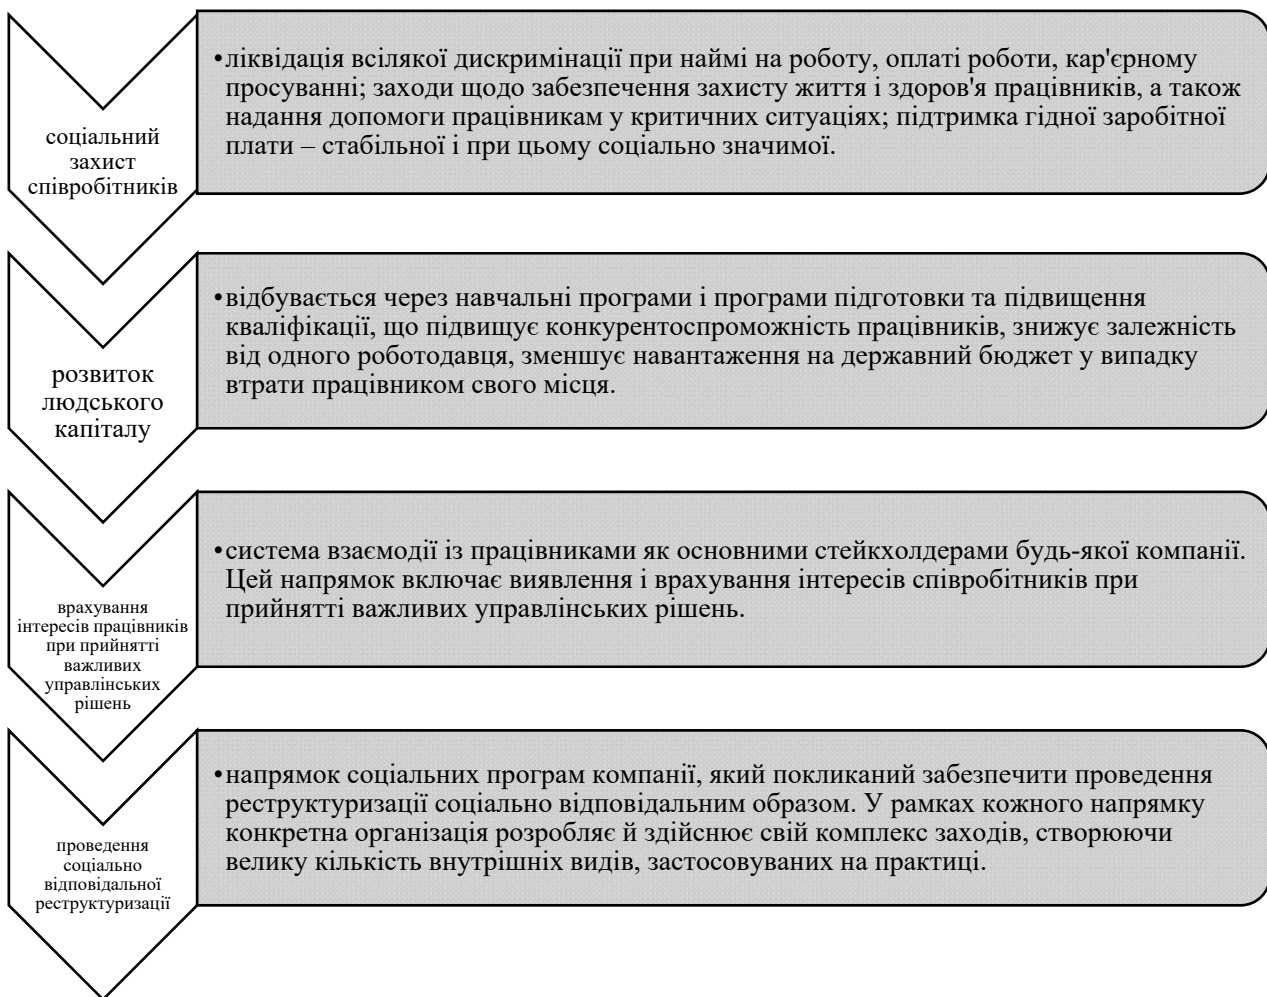 соціальний
захист
співробітників
•ліквідація всілякої дискримінації при наймі на роботу, оплаті роботи, кар'єрному
просуванні; заходи щодо забезпечення захисту життя і здоров'я працівників, а також
надання допомоги працівникам у критичних ситуаціях; підтримка гідної заробітної
плати – стабільної і при цьому соціально значимої.
розвиток
людського
капіталу
•відбувається через навчальні програми і програми підготовки та підвищення
кваліфікації, що підвищує конкурентоспроможність працівників, знижує залежність
від одного роботодавця, зменшує навантаження на державний бюджет у випадку
втрати працівником свого місця.
врахування
інтересів працівників
при прийнятті
важливих
управлінських
рішень
•система взаємодії із працівниками як основними стейкхолдерами будь-якої компанії.
Цей напрямок включає виявлення і врахування інтересів співробітників при
прийнятті важливих управлінських рішень.
проведення
соціально
відповідальної
реструктуризації
•напрямок соціальних програм компанії, який покликаний забезпечити проведення
реструктуризації соціально відповідальним образом. У рамках кожного напрямку
конкретна організація розробляє й здійснює свій комплекс заходів, створюючи
велику кількість внутрішніх видів, застосовуваних на практиці.